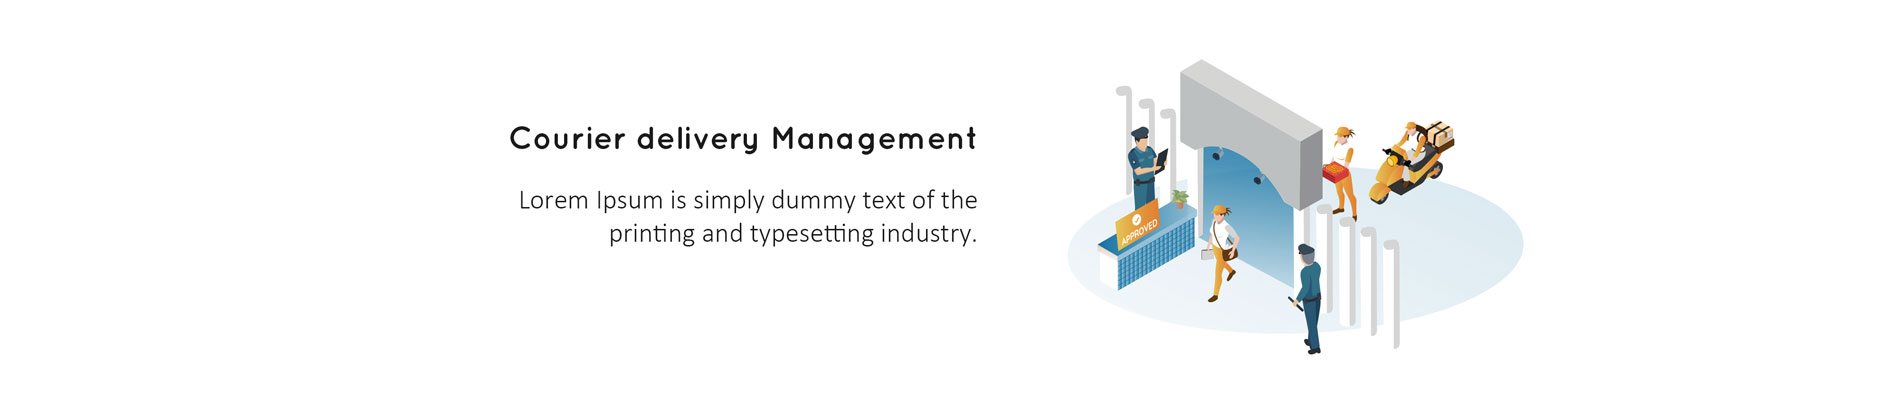 Courier delivery Management
Lorem Ipsum is simply dummy text of the
printing and typesetting industry.
APPROVED